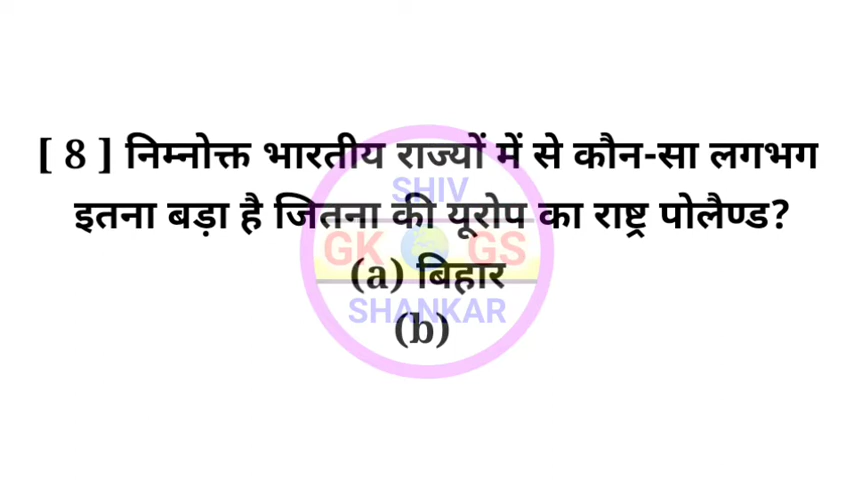 [ 8 ] निम्नोक्त भारतीय राज्यों में से कौन-सा लगभग
इतना बड़ा है जितना की यूरोप का राष्ट्र पोलैण्ड?
(a) बिहार
(b)
SHIV
GK GS
SHANKAR